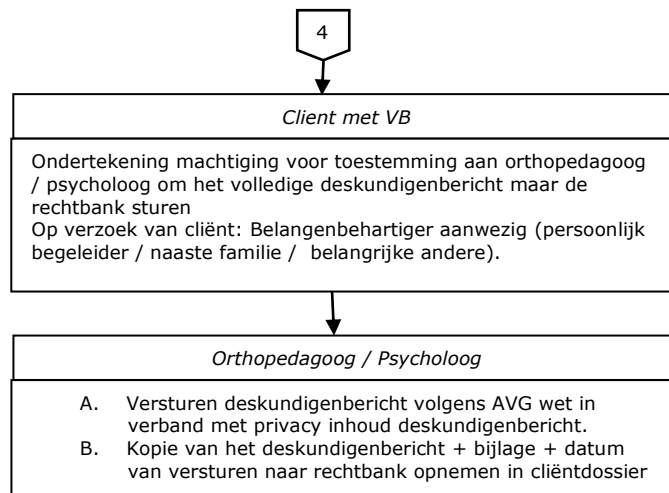 4
Client met VB
Ondertekening machtiging voor toestemming aan orthopedagoog
/ psycholoog om het volledige deskundigenbericht maar de
rechtbank sturen
Op verzoek van cliënt: Belangenbehartiger aanwezig (persoonlijk
begeleider / naaste familie / belangrijke andere).
Orthopedagoog / Psycholoog
A. Versturen deskundigenbericht volgens AVG wet in
verband met privacy inhoud deskundigenbericht.
B. Kopie van het deskundigenbericht + bijlage + datum
van versturen naar rechtbank opnemen in cliëntdossier